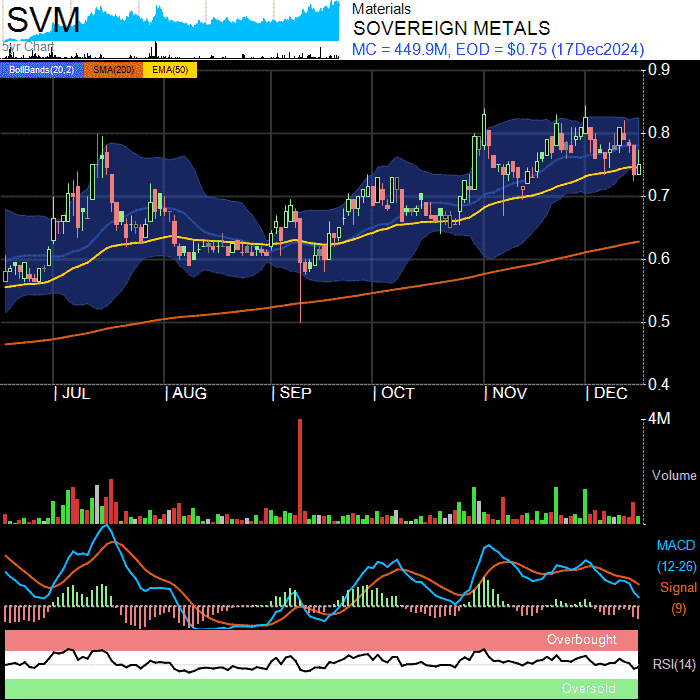 SVM
5yr Chart
Materials
SOVEREIGN METALS
MC = 449.9M, EOD = $0.75 (17Dec2024)
BollBands(20,2) SMA(200) EMA(50)
0.9
0.8
0.7
0.6
0.5
0.4
| JUL | AUG | SEP | OCT | NOV | DEC
4M
Volume
MACD
(12-26)
Signal
(9)
Overbought
RSI(14)
Oversold